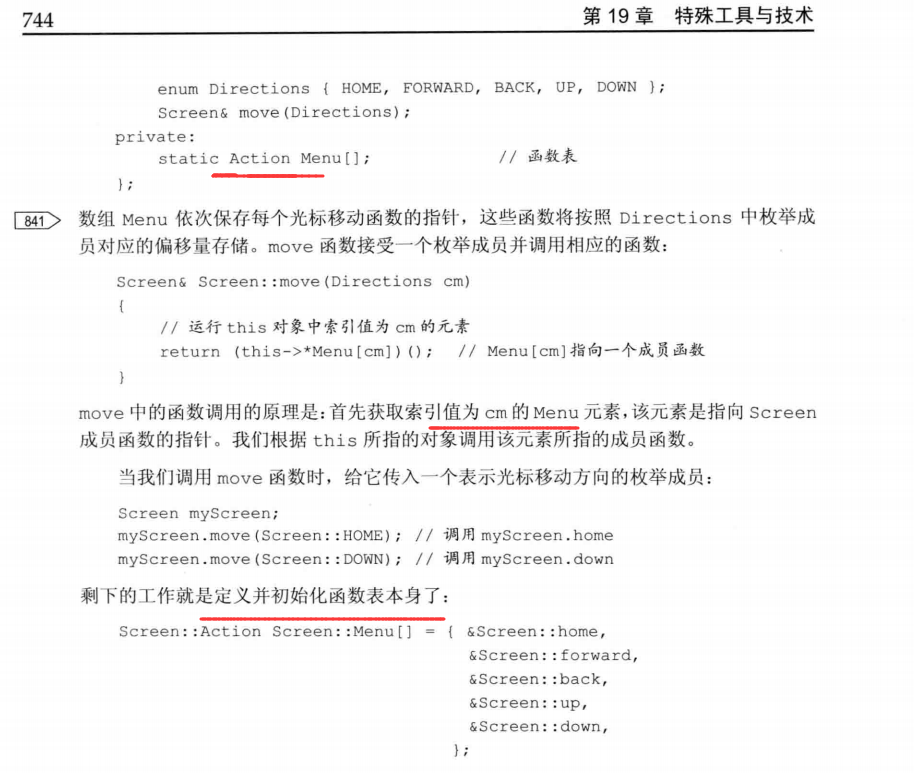 744
第 19 章 特殊工具与技术
enum Directions { HOME, FORWARD, BACK, UP, DOWN };
Screen& move(Directions);
private:
static Action Menu[]; // 函数表
};
841 数组 Menu 依次保存每个光标移动函数的指针，这些函数将按照 Directions 中枚举成
员对应的偏移量存储。move 函数接受一个枚举成员并调用相应的函数：
Screen& Screen::move(Directions cm)
{
// 运行 this 对象中索引值为 cm 的元素
return (this->*Menu[cm])(); // Menu[cm]指向一个成员函数
}
move 中的函数调用的原理是：首先获取索引值为 cm 的 Menu 元素，该元素是指向 Screen
成员函数的指针。我们根据 this 所指的对象调用该元素所指的成员函数。
当我们调用 move 函数时，给它传入一个表示光标移动方向的枚举成员：
Screen myScreen;
myScreen.move(Screen::HOME); // 调用 myScreen.home
myScreen.move(Screen::DOWN); // 调用 myScreen.down
剩下的工作就是定义并初始化函数表本身了：
Screen::Action Screen::Menu[] = { &Screen::home,
&Screen::forward,
&Screen::back,
&Screen::up,
&Screen::down,
};